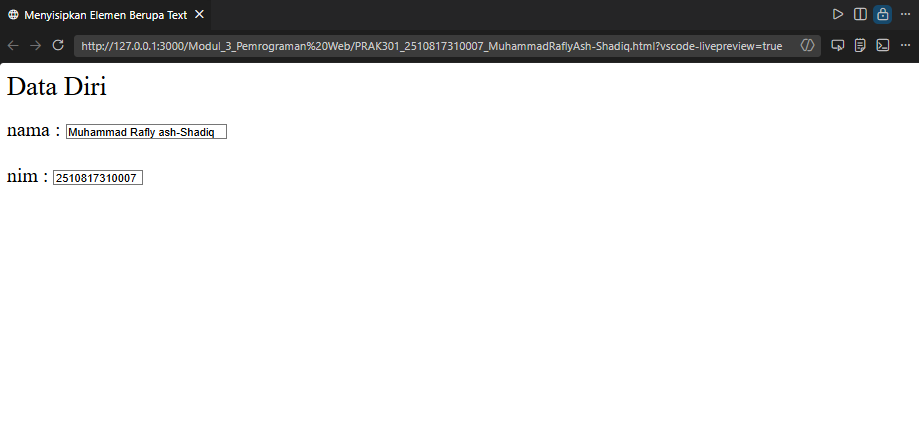 Menyisipkan Elemen Berupa Text
http://127.0.0.1:3000/Modul_3_Pemrograman%20Web/PRAK301_2510817310007_MuhammadRaflyAsh-Shadiq.html?vscode-livepreview=true
Data Diri
nama : Muhammad Rafly ash-Shadiq
nim : 2510817310007